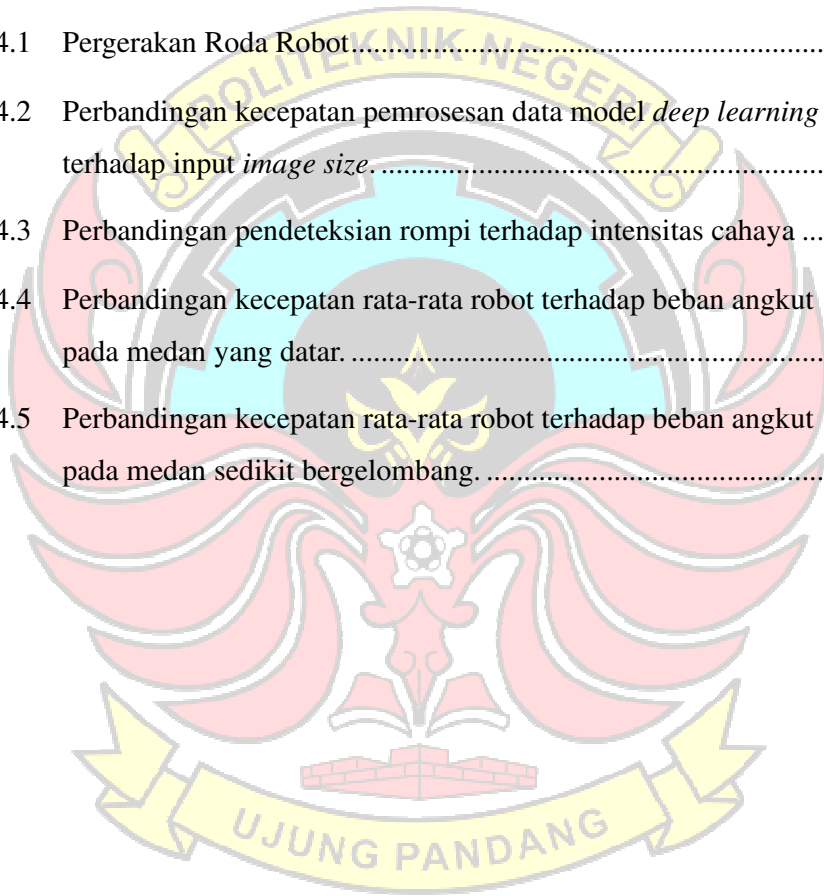 POLITEKNIK NEGERI
4.1 Pergerakan Roda Robot..........................................................
4.2 Perbandingan kecepatan pemrosesan data model deep learning
terhadap input image size. ..........................................................
4.3 Perbandingan pendeteksian rompi terhadap intensitas cahaya ...
4.4 Perbandingan kecepatan rata-rata robot terhadap beban angkut
pada medan yang datar. ..........................................................
4.5 Perbandingan kecepatan rata-rata robot terhadap beban angkut
pada medan sedikit bergelombang. .............................................
UJUNG PANDANG